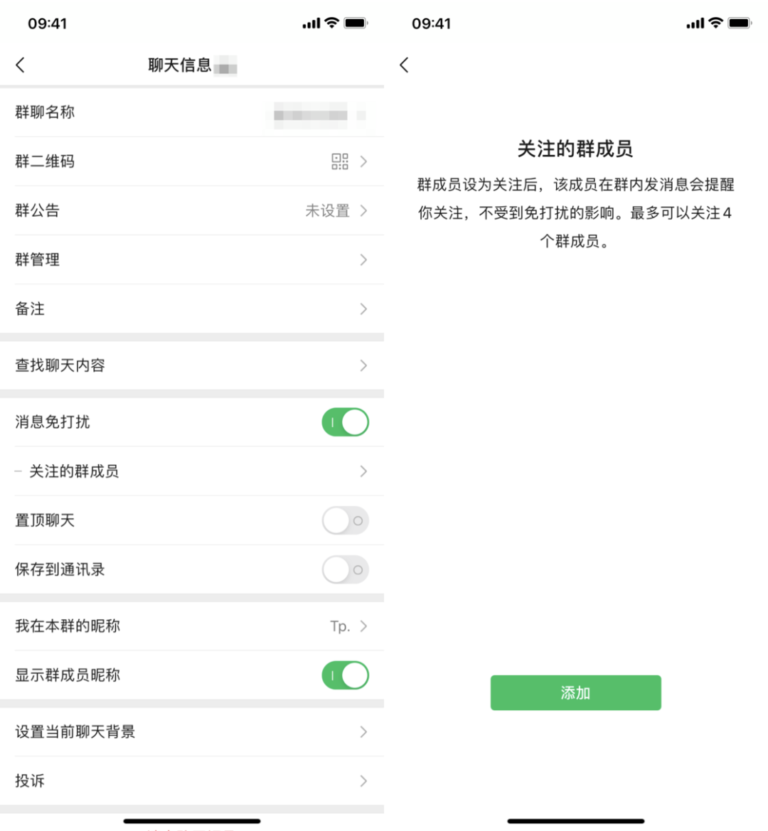 09:41
聊天信息
群聊名称
群二维码
群公告 未设置
群管理
备注
查找聊天内容
消息免打扰
关注的群成员
置顶聊天
保存到通讯录
我在本群的昵称 Tp.
显示群成员昵称
设置当前聊天背景
投诉
09:41
关注的群成员
群成员设为关注后，该成员在群内发消息会提醒
你关注，不受到免打扰的影响。最多可以关注4
个群成员。
添加